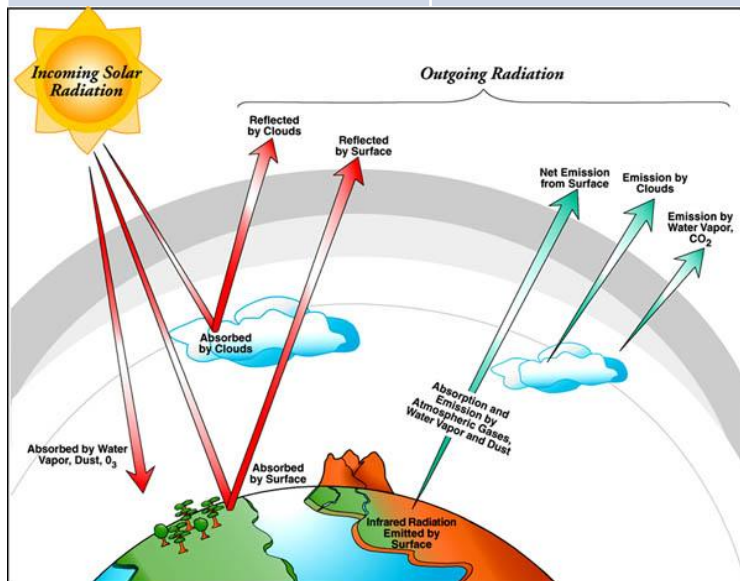 Incoming Solar
Radiation
Outgoing Radiation
Reflected
by Clouds
Reflected
by Surface
Net Emission
from Surface
Emission by
Clouds
Emission by
Water Vapor,
CO2
Absorbed
by Clouds
Absorption and
Emission by
Atmospheric Gases,
Water Vapor and Dust
Absorbed by Water
Vapor, Dust, 03
Absorbed
by Surface
Infrared Radiation
Emitted by
Surface